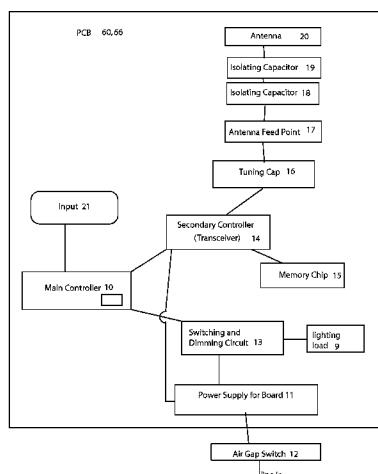 PCB 60,66
Antenna 20
Isolating Capacitor 19
Isolating Capacitor 18
Antenna Feed Point 17
Tuning Cap 16
Input 21
Secondary Controller
(Transceiver) 14
Memory Chip 15
Main Controller 10
Switching and
Dimming Circuit 13
lighting
load 9
Power Supply for Board 11
Air Gap Switch 12